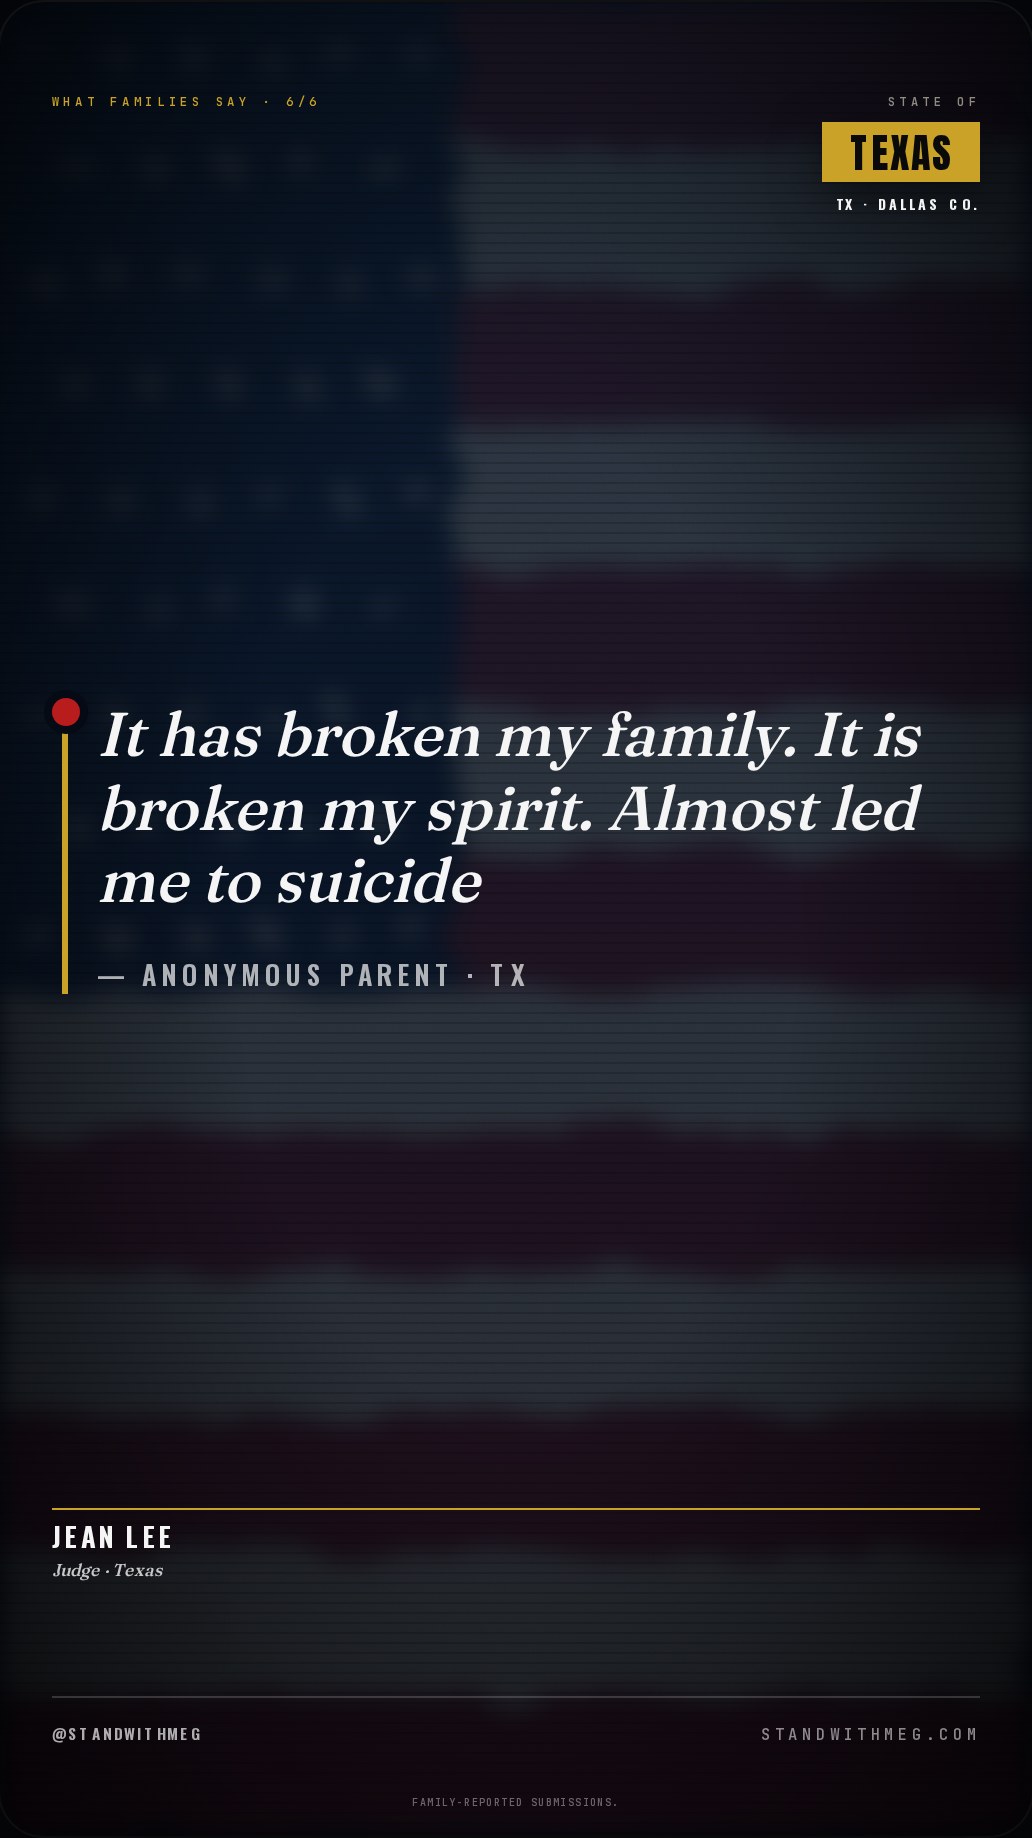 WHAT FAMILIES SAY · 6/6
STATE OF
TEXAS
TX · DALLAS CO.
It has broken my family. It is
broken my spirit. Almost led
me to suicide
— ANONYMOUS PARENT · TX
JEAN LEE
Judge · Texas
@STANDWITHMEG
STANDWITHMEG.COM
FAMILY-REPORTED SUBMISSIONS.